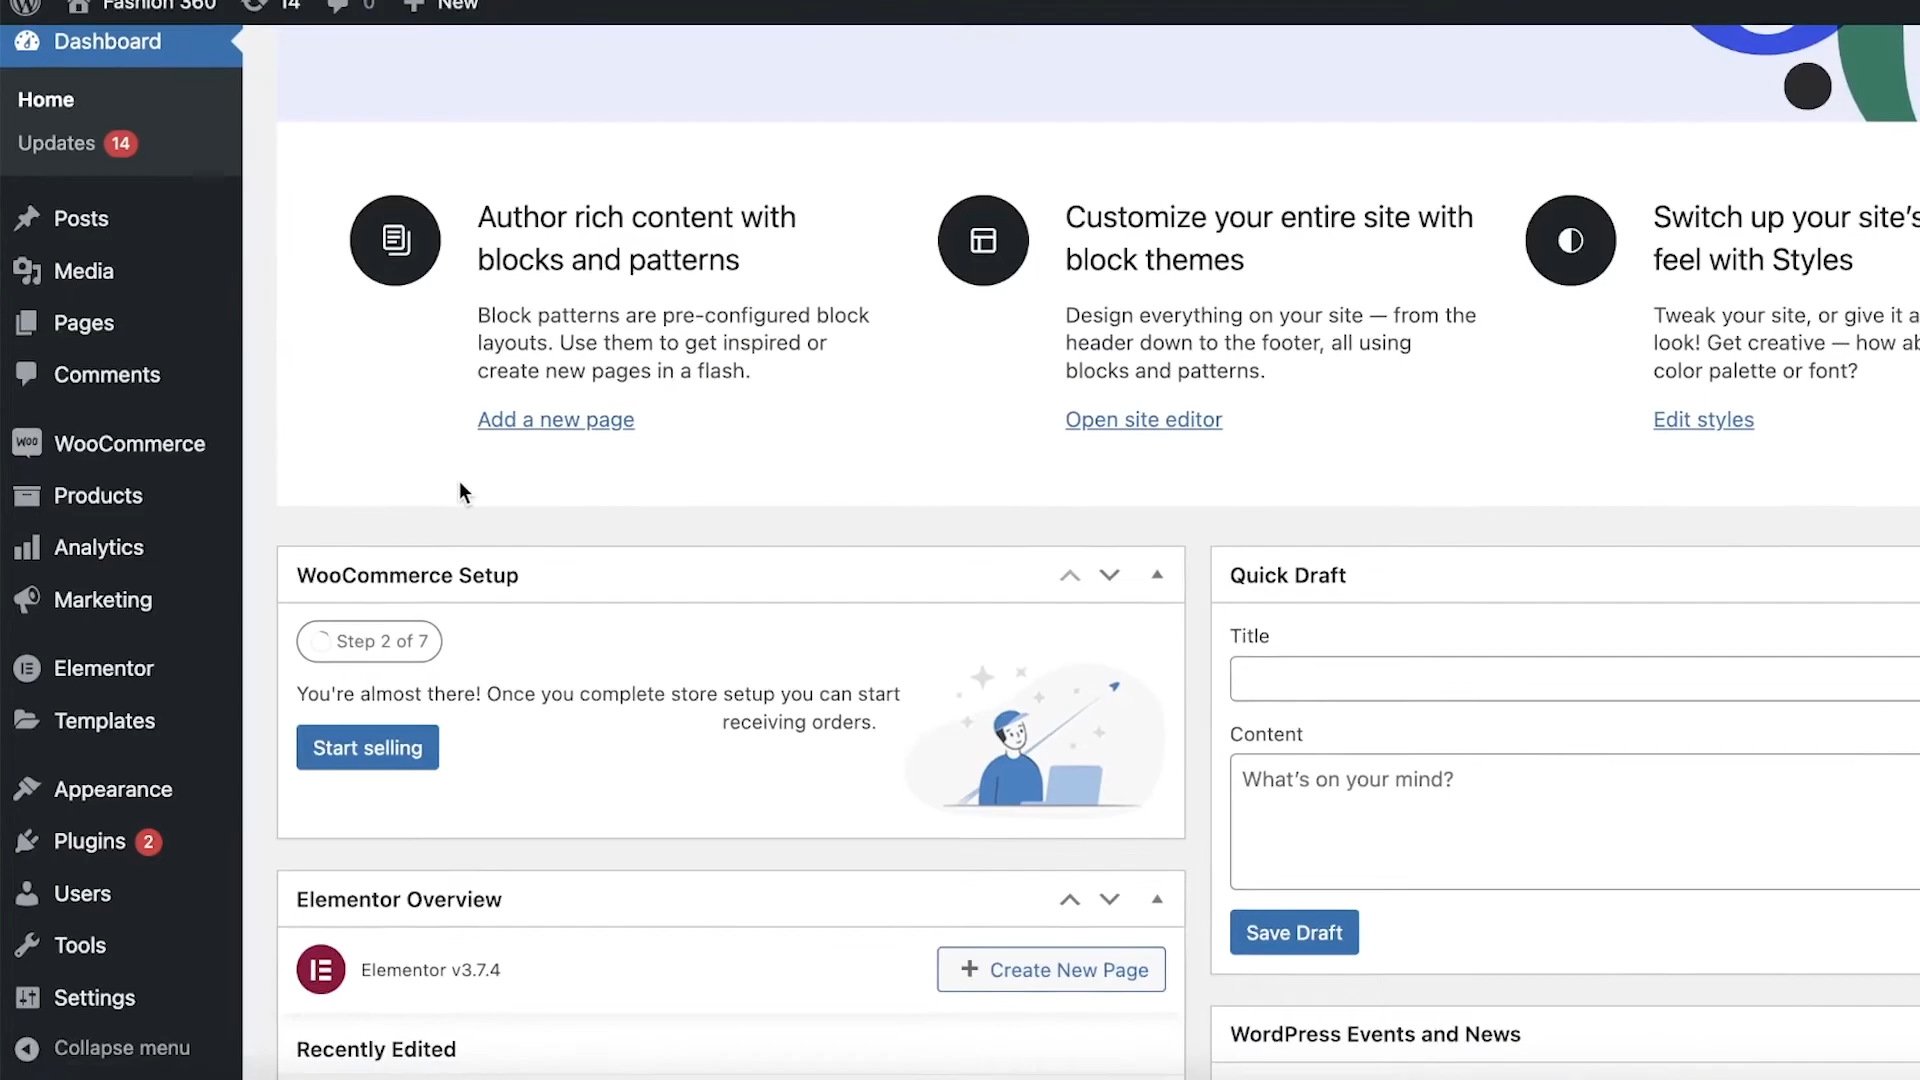 Fashion 360
14
0
New
Dashboard
Home
Updates 14
Posts
Media
Pages
Comments
WooCommerce
Products
Analytics
Marketing
Elementor
Templates
Appearance
Plugins 2
Users
Tools
Settings
Collapse menu
Author rich content with
blocks and patterns
Block patterns are pre-configured block
layouts. Use them to get inspired or
create new pages in a flash.
Add a new page
Customize your entire site with
block themes
Design everything on your site — from the
header down to the footer, all using
blocks and patterns.
Open site editor
Switch up your site's
feel with Styles
Tweak your site, or give it a
look! Get creative — how
color palette or font?
Edit styles
WooCommerce Setup
Step 2 of 7
You're almost there! Once you complete store setup you can start
receiving orders.
Start selling
Elementor Overview
Elementor v3.7.4
+ Create New Page
Recently Edited
Quick Draft
Title
Content
What's on your mind?
Save Draft
WordPress Events and News